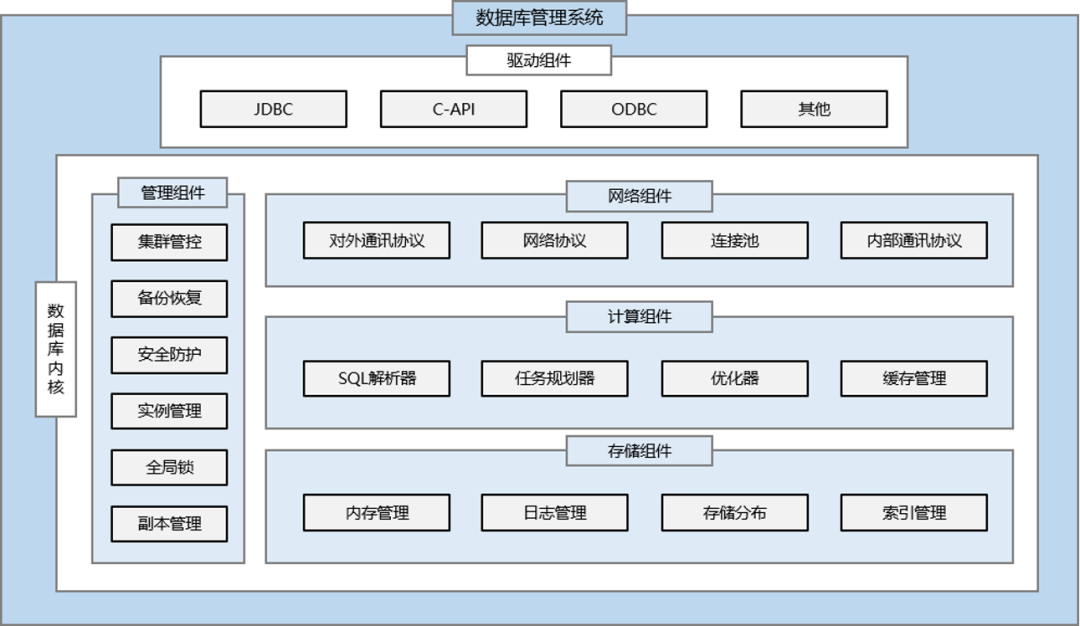 数据库管理系统
驱动组件
JDBC
C-API
ODBC
其他
数据库内核
管理组件
集群管控
备份恢复
安全防护
实例管理
全局锁
副本管理
网络组件
对外通讯协议
网络协议
连接池
内部通讯协议
计算组件
SQL解析器
任务规划器
优化器
缓存管理
存储组件
内存管理
日志管理
存储分布
索引管理